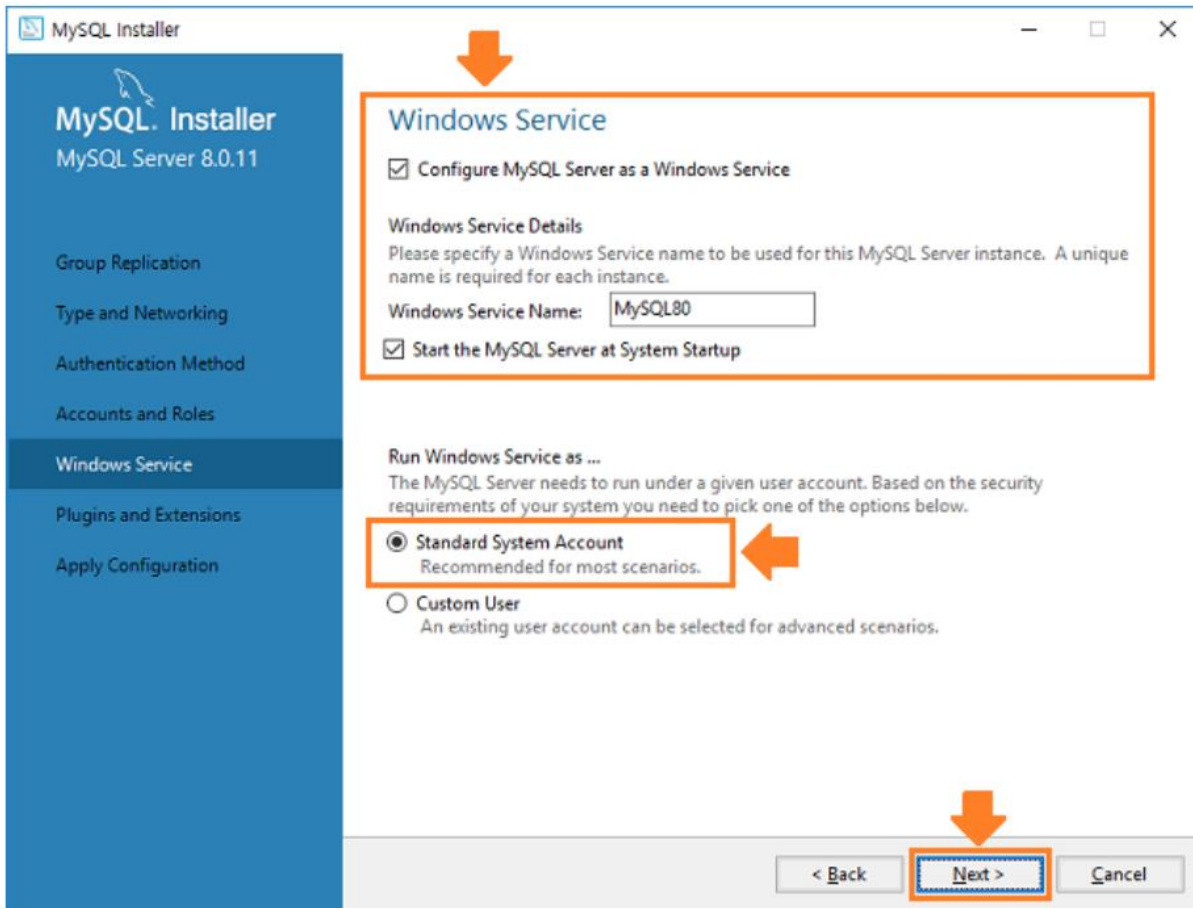 MySQL Installer
MySQL. Installer
MySQL Server 8.0.11
Group Replication
Type and Networking
Authentication Method
Accounts and Roles
Windows Service
Plugins and Extensions
Apply Configuration
Windows Service
Configure MySQL Server as a Windows Service
Windows Service Details
Please specify a Windows Service name to be used for this MySQL Server instance. A unique
name is required for each instance.
Windows Service Name: MySQL80
Start the MySQL Server at System Startup
Run Windows Service as ...
The MySQL Server needs to run under a given user account. Based on the security
requirements of your system you need to pick one of the options below.
Standard System Account
Recommended for most scenarios.
Custom User
An existing user account can be selected for advanced scenarios.
< Back Next > Cancel